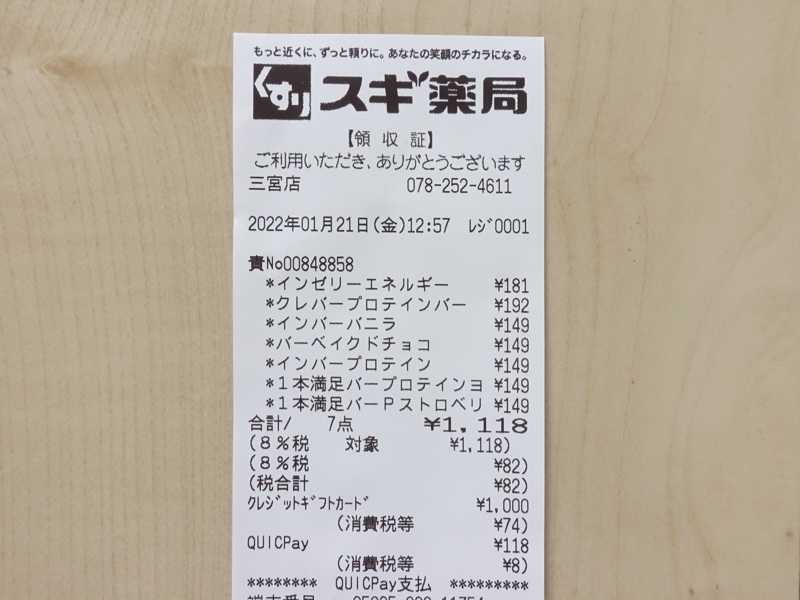 もっと近くに、ずっと頼りに。あなたの笑顔のチカラになる。
くすり スギ薬局
【領 収 証】
ご利用いただき、ありがとうございます
三宮店 078-252-4611
2022年01月21日(金)12:57 ﾚｼﾞ0001
責No00848858
*インゼリーエネルギー ¥181
*クレバープロテインバー ¥192
*インバーバニラ ¥149
*バーベイクドチョコ ¥149
*インバープロテイン ¥149
*１本満足バープロテインヨ ¥149
*１本満足バーＰストロベリ ¥149
合計/ 7点 ¥1,118
(８％税 対象 ¥1,118)
(８％税 ¥82)
(税合計 ¥82)
ｸﾚｼﾞｯﾄｷﾞﾌﾄｶｰﾄﾞ ¥1,000
(消費税等 ¥74)
QUICPay ¥118
(消費税等 ¥8)
******** QUICPay支払 *********